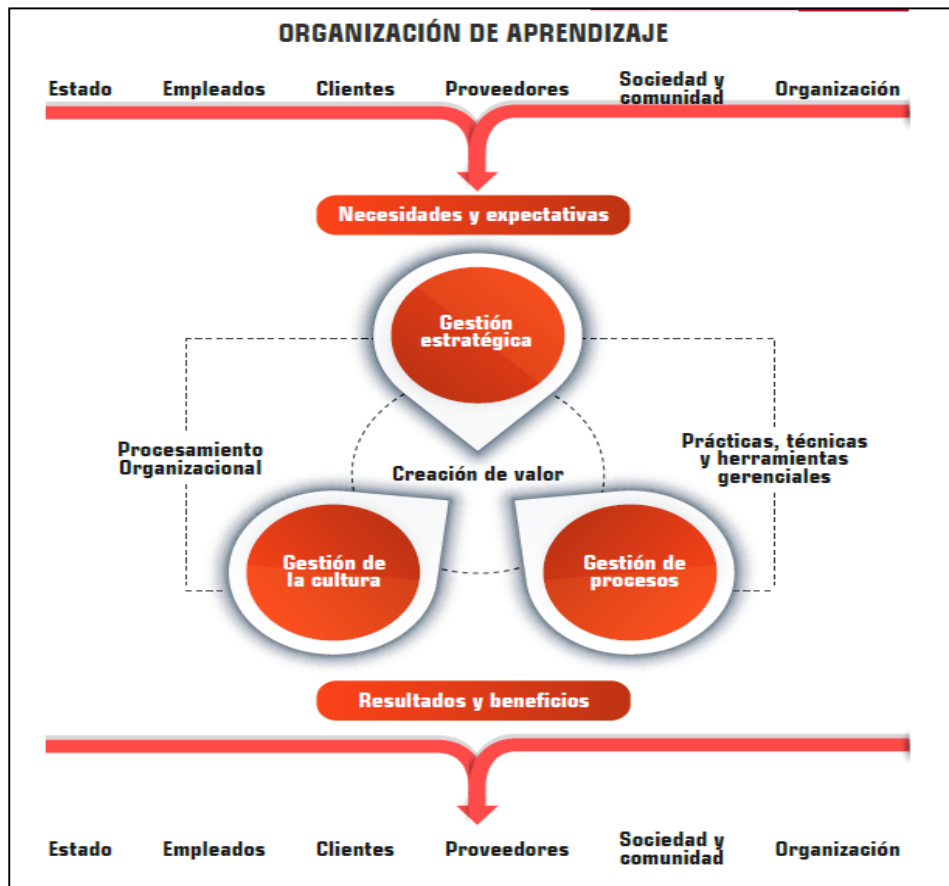 ORGANIZACIÓN DE APRENDIZAJE
Estado Empleados Clientes Proveedores Sociedad y comunidad Organización
Necesidades y expectativas
Gestión
estratégica
Procesamiento
Organizacional
Prácticas, técnicas
y herramientas
gerenciales
Creación de valor
Gestión de
la cultura
Gestión de
procesos
Resultados y beneficios
Estado Empleados Clientes Proveedores Sociedad y comunidad Organización